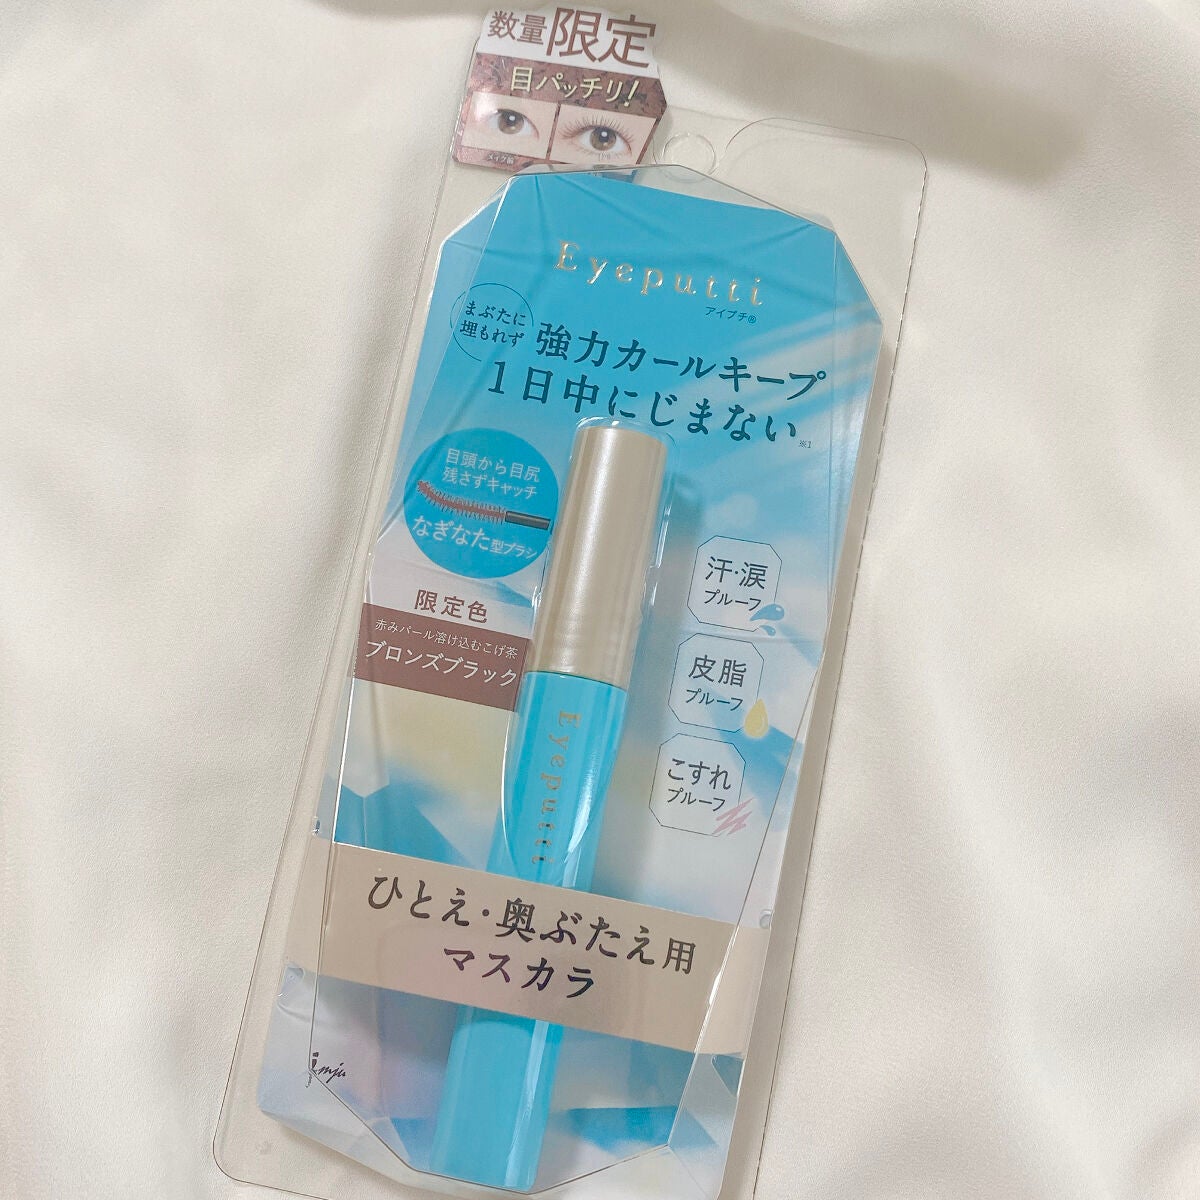 数量限定
目パッチリ!
メイク前
Eyeputti
アイプチ®
まぶたに
埋もれず
強力カールキープ
1日中にじまない
※1
目頭から目尻
残さずキャッチ
なぎなた型ブラシ
限定色
赤みパール溶け込むこげ茶
ブロンズブラック
汗・涙
プルーフ
皮脂
プルーフ
こすれ
プルーフ
Eyeputti
ひとえ・奥ぶたえ用
マスカラ
imju